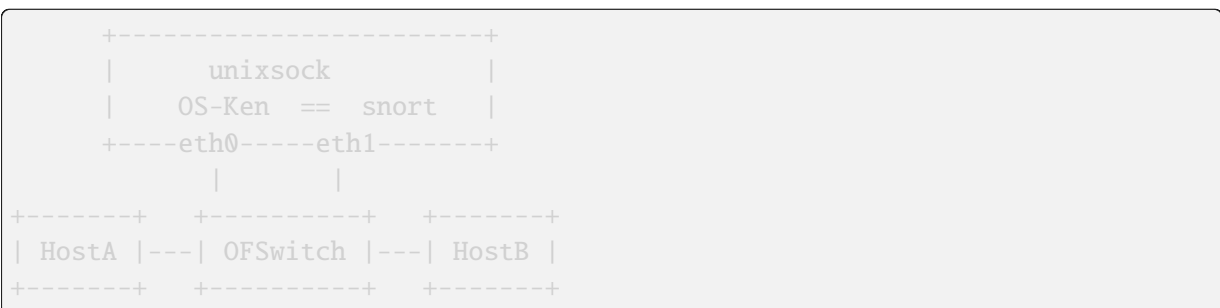 +------------------------+
|      unixsock          |
|    OS-Ken  ==  snort   |
+----eth0-----eth1-------+
       |       |
+-------+   +-----------+   +-------+
| HostA |---| OFSwitch |---| HostB |
+-------+   +-----------+   +-------+